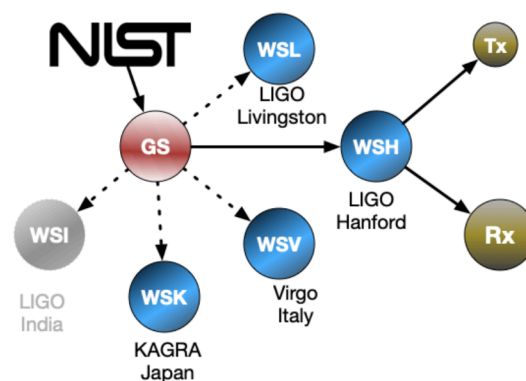 NIST
WSL
Tx
LIGO
Livingston
GS
WSH
LIGO
Hanford
WSI
WSV
Rx
LIGO
India
WSK
Virgo
Italy
KAGRA
Japan